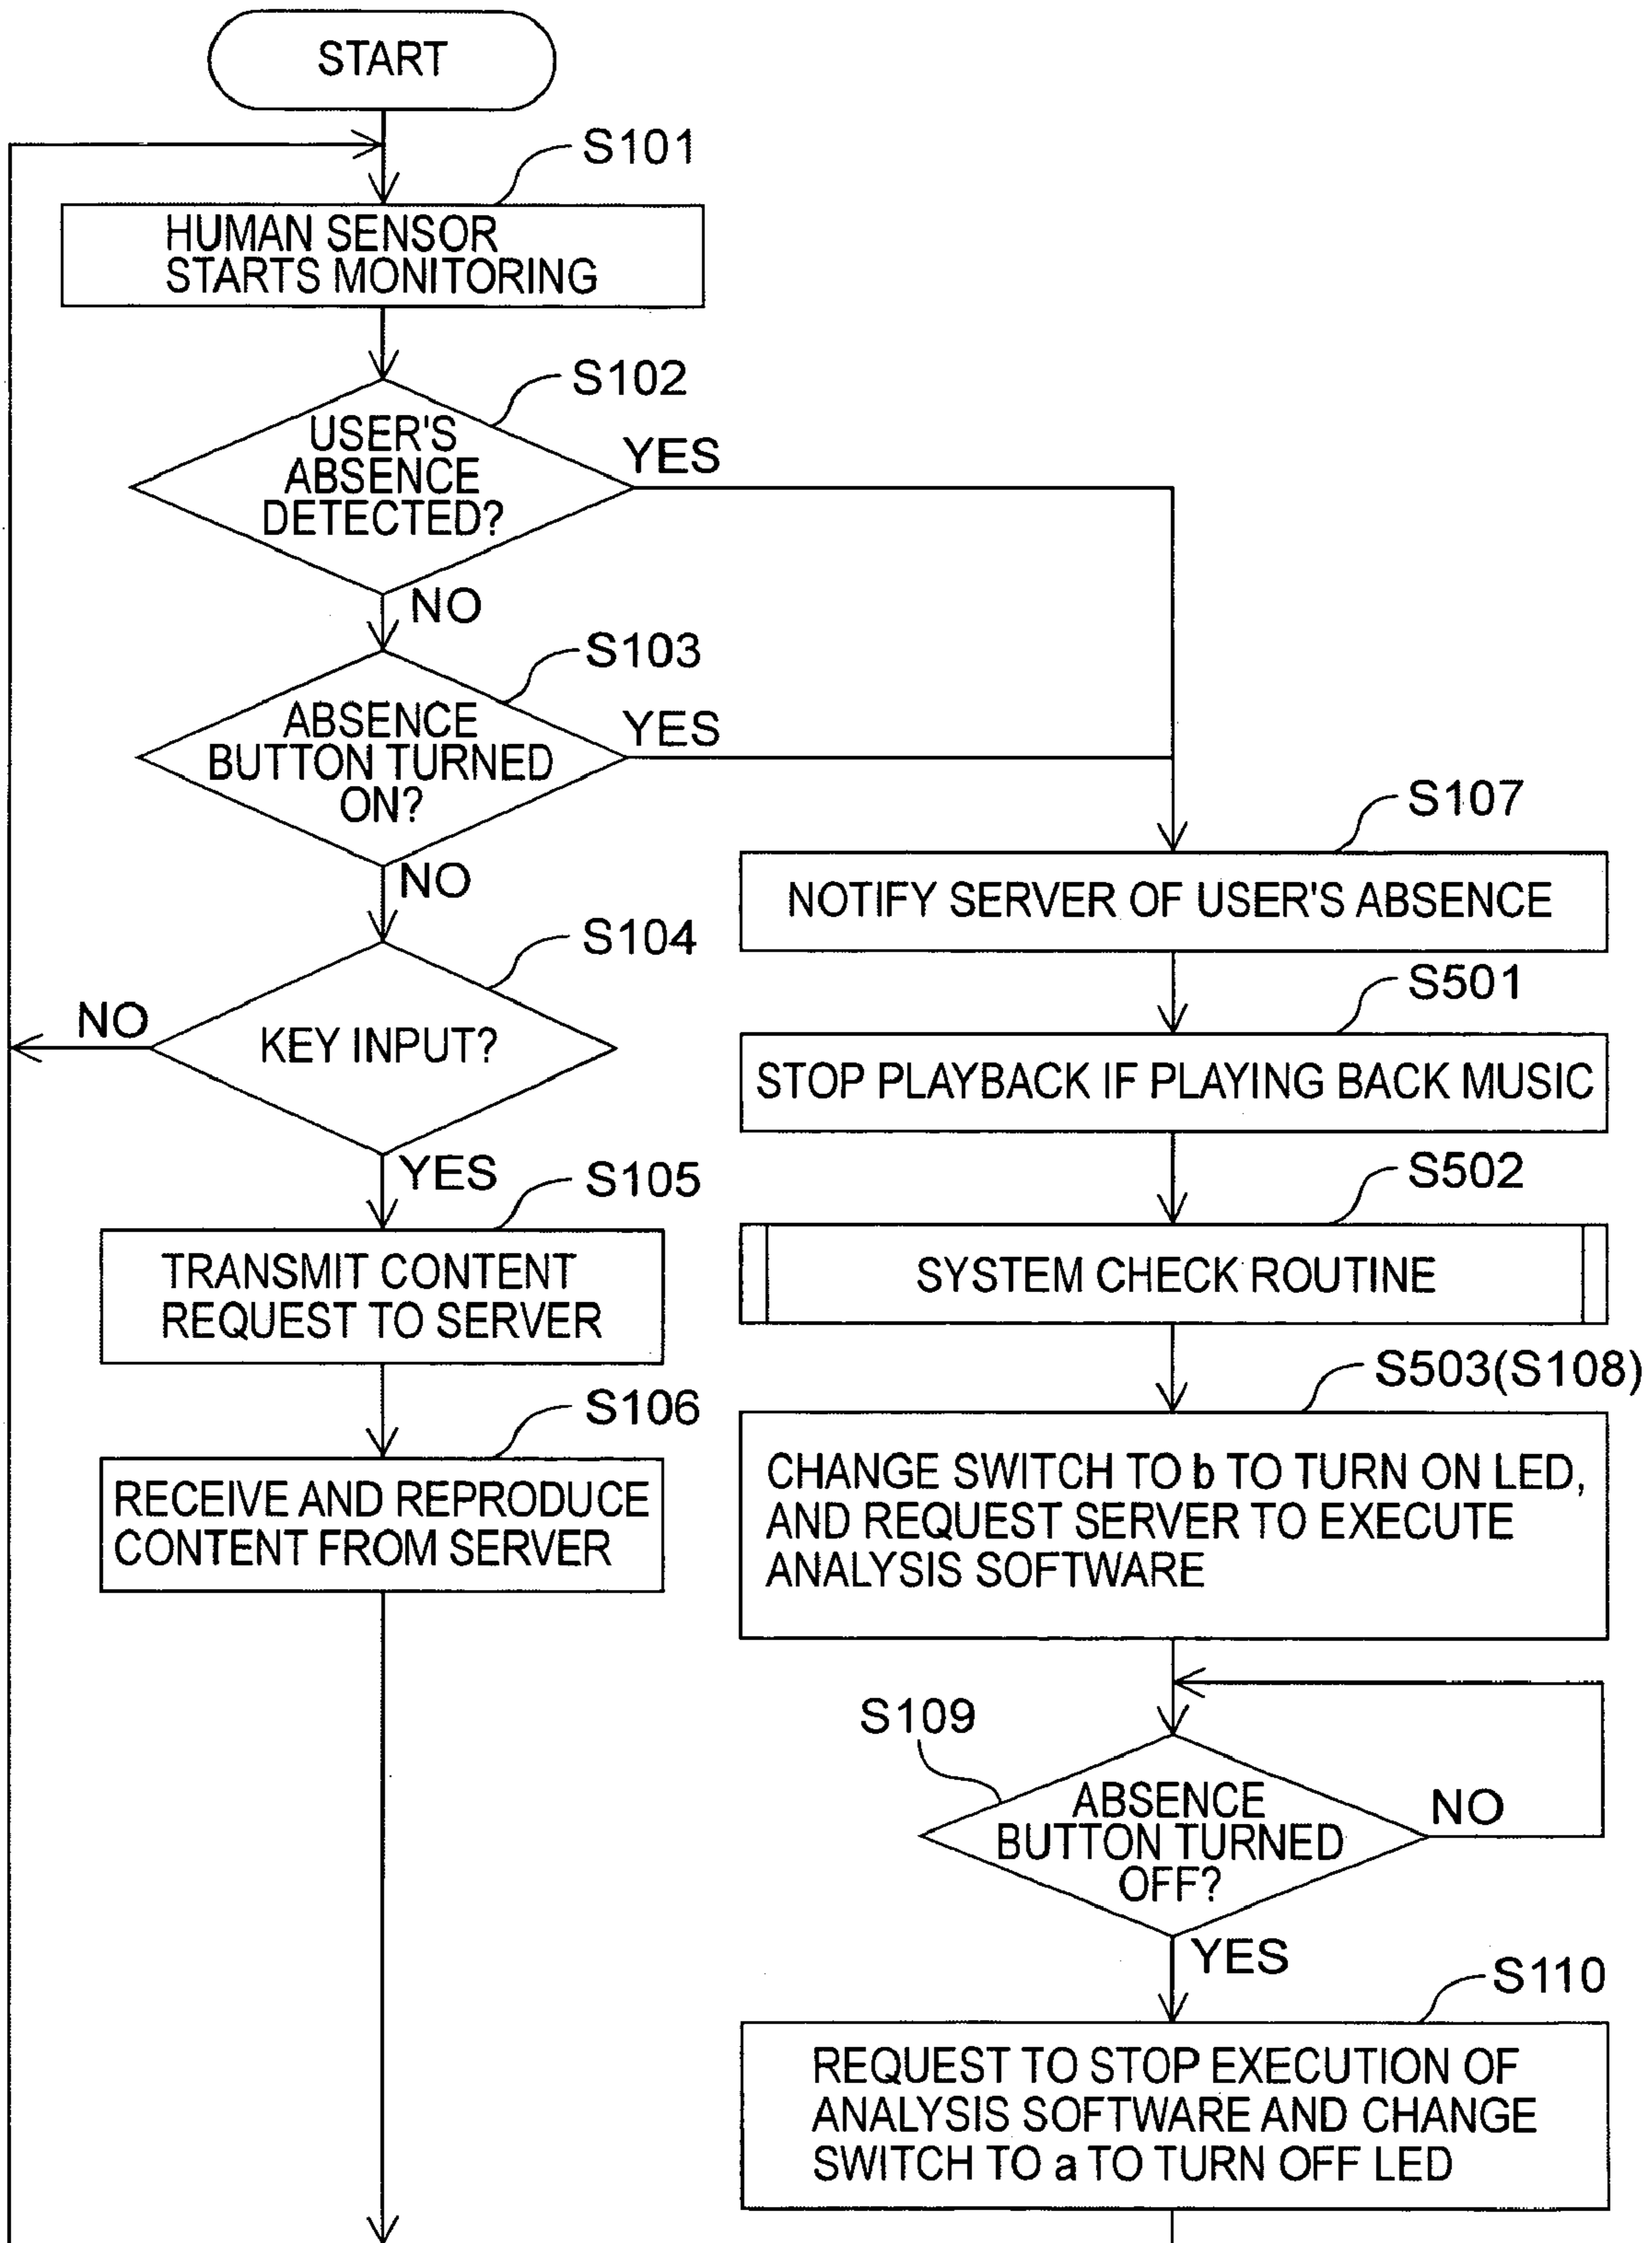 START
S101
HUMAN SENSOR
STARTS MONITORING
S102
USER'S
ABSENCE
DETECTED?
YES
NO
S103
ABSENCE
BUTTON TURNED
ON?
YES
NO
S104
KEY INPUT?
NO
YES
S105
TRANSMIT CONTENT
REQUEST TO SERVER
S106
RECEIVE AND REPRODUCE
CONTENT FROM SERVER
S107
NOTIFY SERVER OF USER'S ABSENCE
S501
STOP PLAYBACK IF PLAYING BACK MUSIC
S502
SYSTEM CHECK ROUTINE
S503(S108)
CHANGE SWITCH TO b TO TURN ON LED,
AND REQUEST SERVER TO EXECUTE
ANALYSIS SOFTWARE
S109
ABSENCE
BUTTON TURNED
OFF?
NO
YES
S110
REQUEST TO STOP EXECUTION OF
ANALYSIS SOFTWARE AND CHANGE
SWITCH TO a TO TURN OFF LED